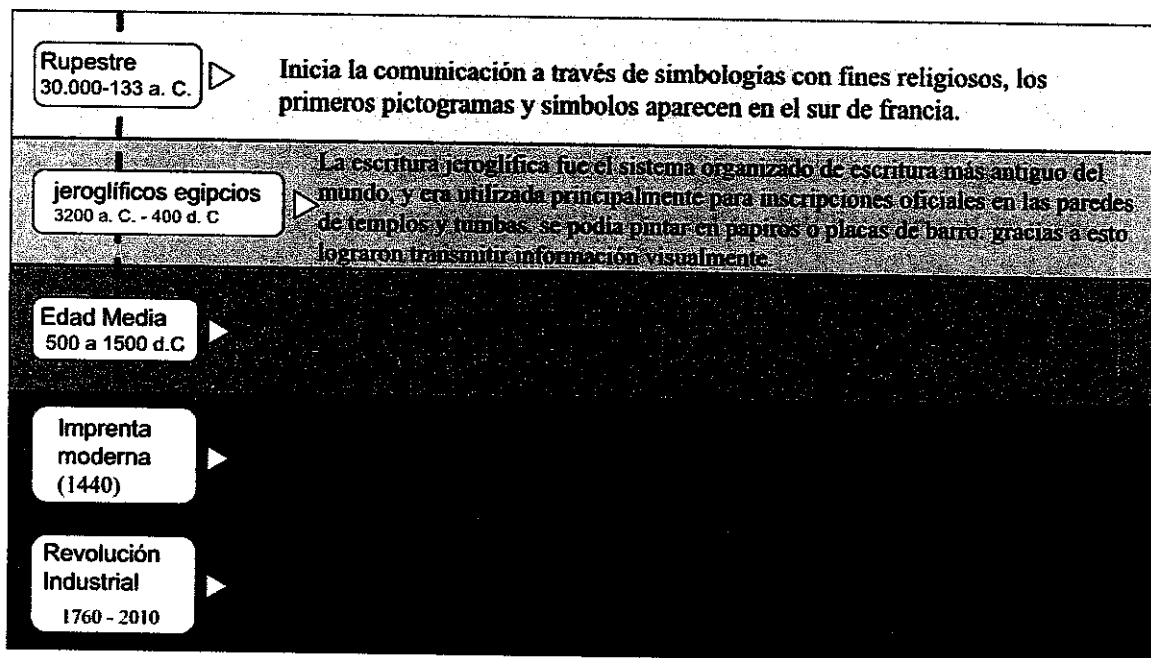 Rupestre
30.000-133 a. C.
Inicia la comunicación a través de simbologías con fines religiosos, los
primeros pictogramas y simbolos aparecen en el sur de francia.
jeroglíficos egipcios
3200 a. C. - 400 d. C
La escritura jeroglífica fue el sistema organizado de escritura más antiguo del
mundo, y era utilizada principalmente para inscripciones oficiales en las paredes
de templos y tumbas. se podia pintar en papiros o placas de barro, gracias a esto
lograron transmitir información visualmente
Edad Media
500 a 1500 d.C
Imprenta
moderna
(1440)
Revolución
Industrial
1760 - 2010